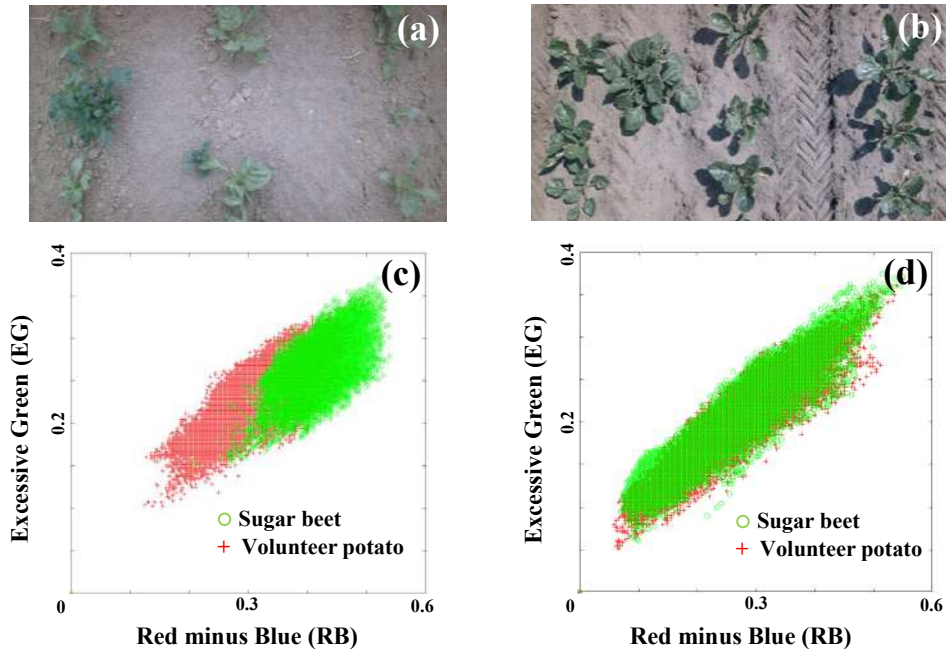 (a)
(b)
(c)
(d)
0.4
0.2
Excessive Green (EG)
Sugar beet
Volunteer potato
0
0.3
0.6
Red minus Blue (RB)
0.4
0.2
Excessive Green (EG)
Sugar beet
Volunteer potato
0
0.3
0.6
Red minus Blue (RB)